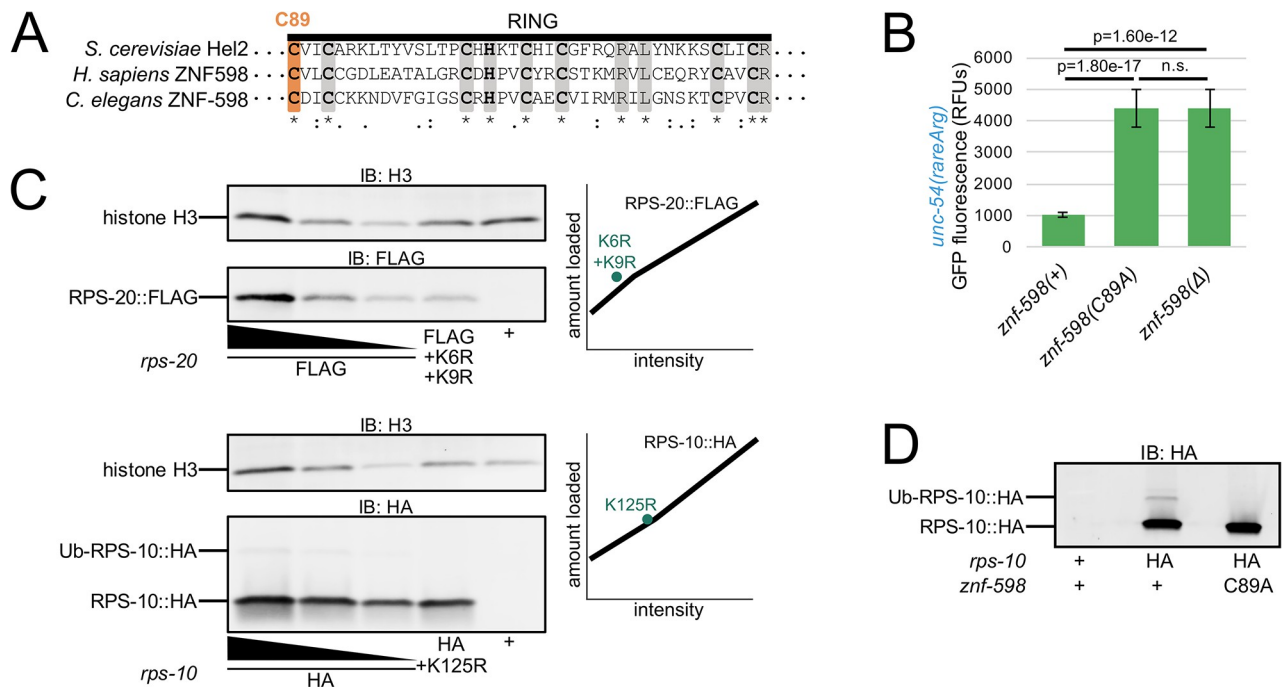 A
C89
RING
S. cerevisiae Hel2 ··· CVICARKLTYVSLTPCHHKTCHICGFRQRALYNKKSCLICR ···
H. sapiens ZNF598 ··· CVLCCGDLEATALGRCDHPVCYRCSTKMRVLCEQRYCAVCR ···
C. elegans ZNF-598 ··· CDICCKKNDVFGIGSCRHPVCAECVIRMRILGNSKTCPVCR ···
* :* . .: * * * * : * * :.: * **
B
unc-54(rareArg)
GFP fluorescence (RFUs)
6000
5000
4000
3000
2000
1000
0
p=1.60e-12
p=1.80e-17 n.s.
znf-598(+)
znf-598(C89A)
znf-598(Δ)
C
IB: H3
histone H3
IB: FLAG
RPS-20::FLAG
rps-20
FLAG
FLAG
+K6R
+K9R
+
amount loaded
RPS-20::FLAG
K6R
+K9R
intensity
IB: H3
histone H3
IB: HA
Ub-RPS-10::HA
RPS-10::HA
rps-10
HA
HA
+K125R
+
amount loaded
RPS-10::HA
K125R
intensity
D
IB: HA
Ub-RPS-10::HA
RPS-10::HA
rps-10 + HA HA
znf-598 + + C89A